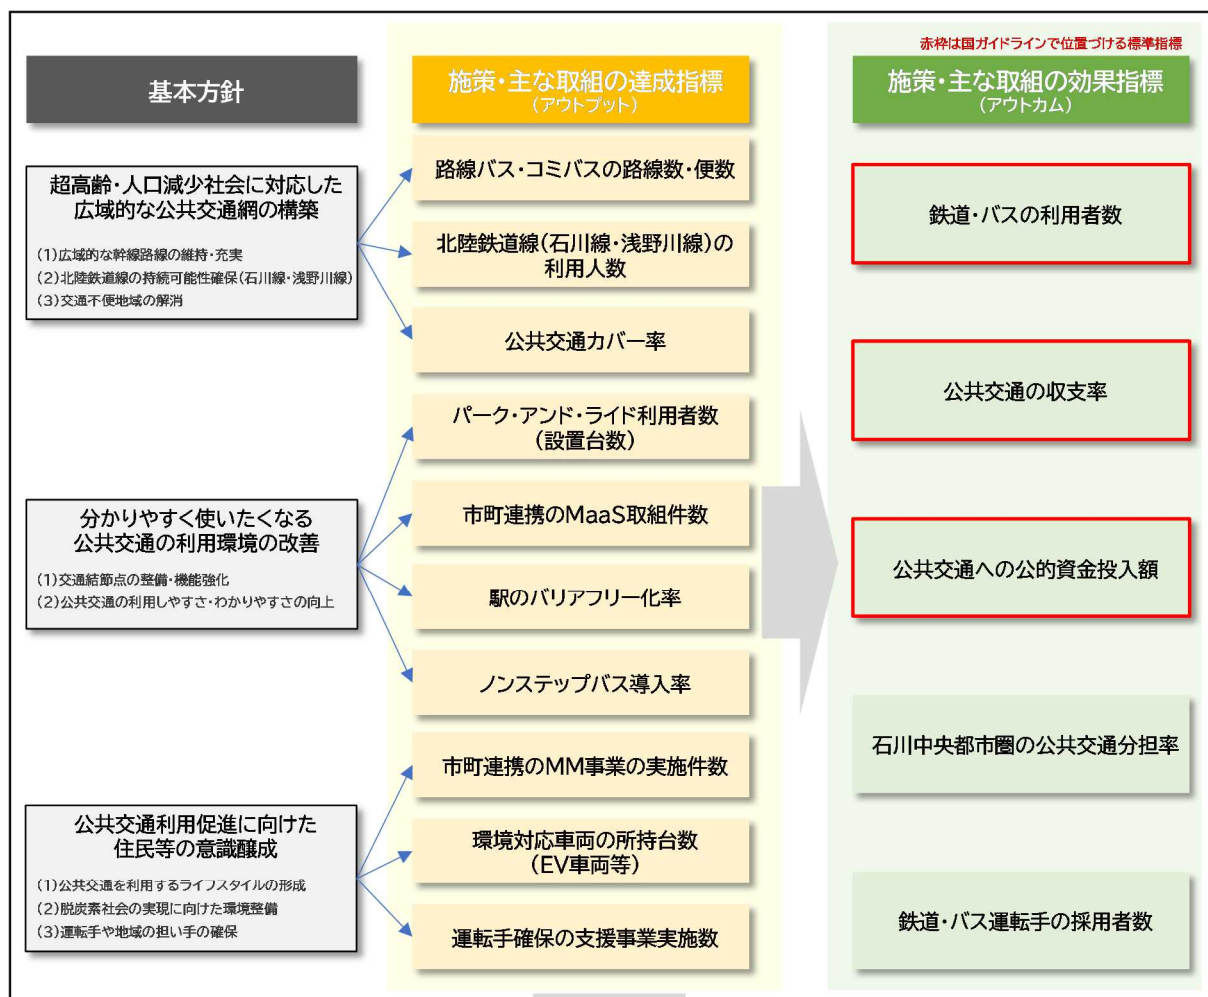 赤枠は国ガイドラインで位置づける標準指標
基本方針
施策・主な取組の達成指標
(アウトプット)
施策・主な取組の効果指標
(アウトカム)
超高齢・人口減少社会に対応した
広域的な公共交通網の構築
(1)広域的な幹線路線の維持・充実
(2)北陸鉄道線の持続可能性確保(石川線・浅野川線)
(3)交通不便地域の解消
分かりやすく使いたくなる
公共交通の利用環境の改善
(1)交通結節点の整備・機能強化
(2)公共交通の利用しやすさ・わかりやすさの向上
公共交通利用促進に向けた
住民等の意識醸成
(1)公共交通を利用するライフスタイルの形成
(2)脱炭素社会の実現に向けた環境整備
(3)運転手や地域の担い手の確保
路線バス・コミバスの路線数・便数
北陸鉄道線(石川線・浅野川線)の
利用人数
公共交通カバー率
パーク・アンド・ライド利用者数
(設置台数)
市町連携のMaaS取組件数
駅のバリアフリー化率
ノンステップバス導入率
市町連携のMM事業の実施件数
環境対応車両の所持台数
(EV車両等)
運転手確保の支援事業実施数
鉄道・バスの利用者数
公共交通の収支率
公共交通への公的資金投入額
石川中央都市圏の公共交通分担率
鉄道・バス運転手の採用者数